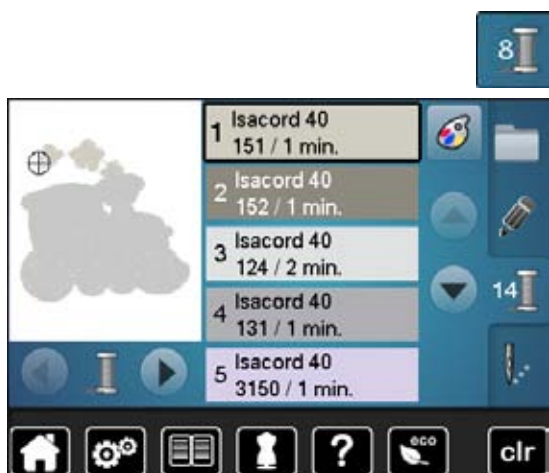 8
1 Isacord 40
151 / 1 min.
2 Isacord 40
152 / 1 min.
3 Isacord 40
124 / 2 min.
14
4 Isacord 40
131 / 1 min.
5 Isacord 40
3150 / 1 min.
?
eco
clr